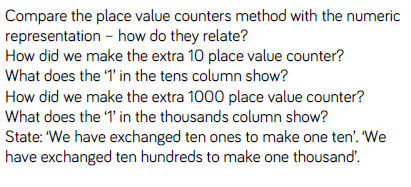 Compare the place value counters method with the numeric
representation – how do they relate?
How did we make the extra 10 place value counter?
What does the ‘1’ in the tens column show?
How did we make the extra 1000 place value counter?
What does the ‘1’ in the thousands column show?
State: ‘We have exchanged ten ones to make one ten’. ‘We
have exchanged ten hundreds to make one thousand’.